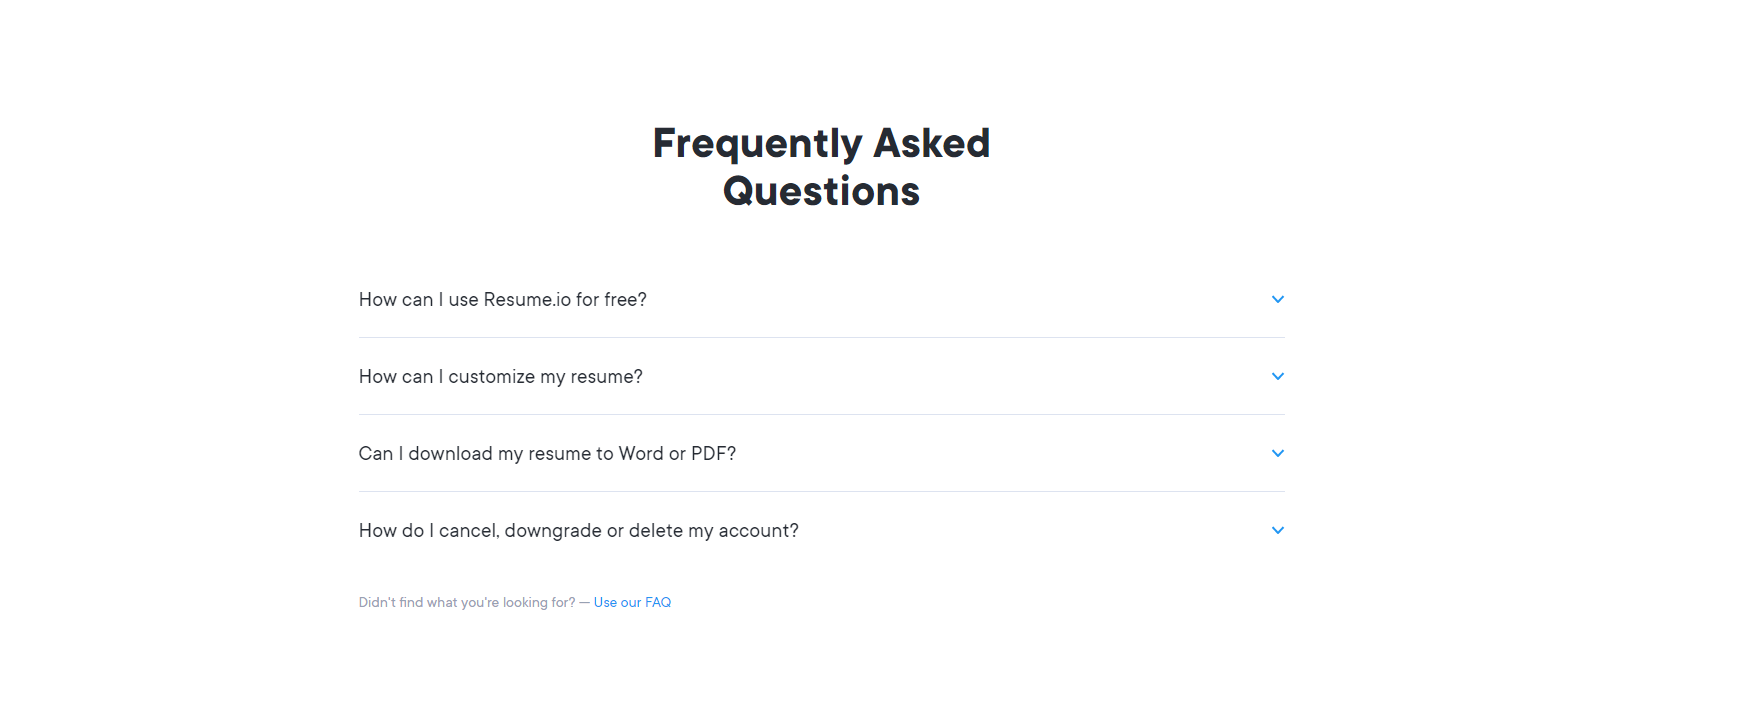 Frequently Asked
Questions
How can I use Resume.io for free?
How can I customize my resume?
Can I download my resume to Word or PDF?
How do I cancel, downgrade or delete my account?
Didn't find what you're looking for? — Use our FAQ